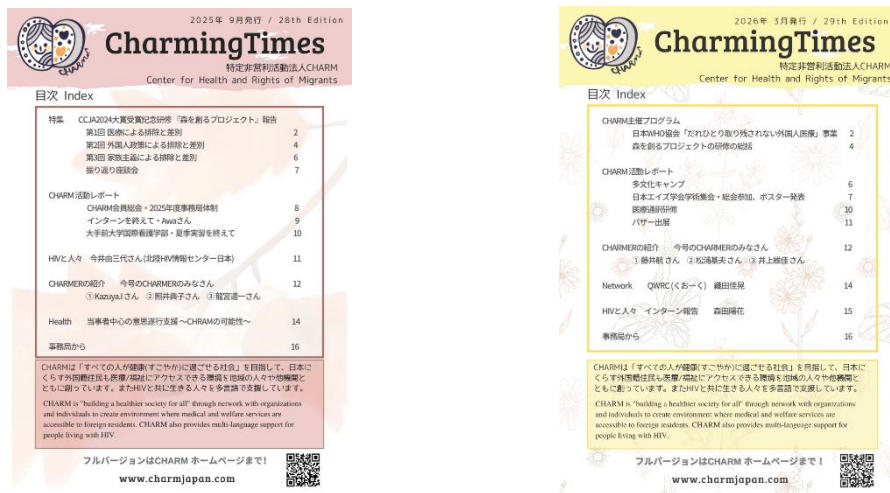 2025年 9月発行 / 28th Edition
CharmingTimes
charm
特定非営利活動法人CHARM
Center for Health and Rights of Migrants
目次 Index
特集 CCJA2024大賞受賞記念研修『森を創るプロジェクト』報告
第1回 医療による排除と差別 2
第2回 外国人政策による排除と差別 4
第3回 家族主義による排除と差別 6
振り返り座談会 7
CHARM活動レポート
CHARM会員総会・2025年度事務局体制 8
インターンを終えて・Awaさん 9
大手前大学国際看護学部・夏季実習を終えて 10
HIVと人々 今井由三代さん(北陸HIV情報センター日本) 11
CHARMERの紹介 今号のCHARMERのみなさん 12
①Kazuya.Iさん ②照井典子さん ③龍宮遥一さん
Health 当事者中心の意思遂行支援～CHRAMの可能性～ 14
事務局から 16
CHARMは「すべての人が健康(すこやか)に過ごせる社会」を目指して、日本に
くらす外国籍住民も医療/福祉にアクセスできる環境を地域の人々や他機関と
ともに創っています。またHIVと共に生きる人々を多言語で支援しています。
CHARM is "building a healthier society for all" through network with organizations
and individuals to create environment where medical and welfare services are
accessible to foreign residents. CHARM also provides multi-language support for
people living with HIV.
フルバージョンはCHARM ホームページまで!
www.charmjapan.com
2026年 3月発行 / 29th Edition
CharmingTimes
charm
特定非営利活動法人CHARM
Center for Health and Rights of Migrants
目次 Index
CHARM主催プログラム
日本WHO協会「だれひとり取り残されない外国人医療」事業 2
森を創るプロジェクトの研修の総括 4
CHARM活動レポート
多文化キャンプ 6
日本エイズ学会学術集会・総会参加、ポスター発表 7
医療通訳研修 10
バザー出展 11
CHARMERの紹介 今号のCHARMERのみなさん 12
①藤井航さん ②松浦基夫さん ③井上維佳さん
Network QWRC(くおーく) 織田佳晃 14
HIVと人々 インターン報告 森田陽花 15
事務局から 16
CHARMは「すべての人が健康(すこやか)に過ごせる社会」を目指して、日本に
くらす外国籍住民も医療/福祉にアクセスできる環境を地域の人々や他機関と
ともに創っています。またHIVと共に生きる人々を多言語で支援しています。
CHARM is "building a healthier society for all" through network with organizations
and individuals to create environment where medical and welfare services are
accessible to foreign residents. CHARM also provides multi-language support for
people living with HIV.
フルバージョンはCHARM ホームページまで!
www.charmjapan.com